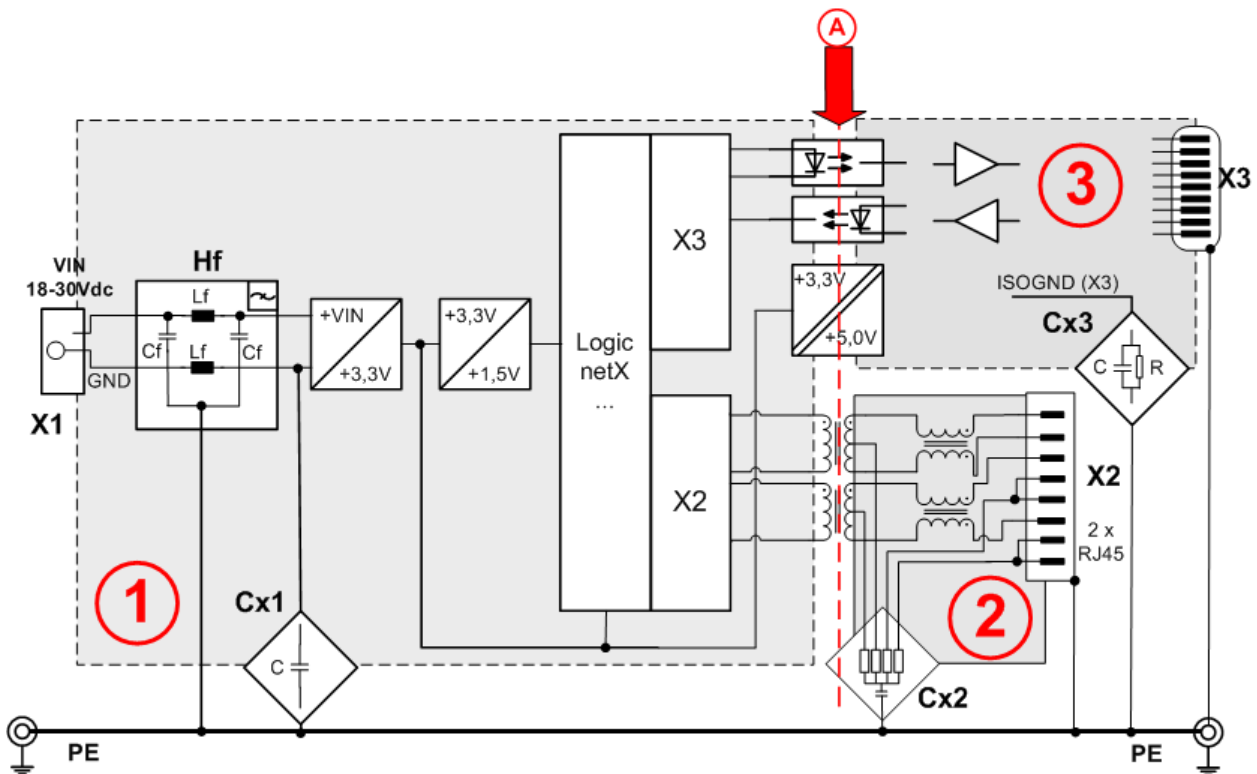 A
3
X3
VIN
18-30Vdc
Hf
Lf
Cf
Lf
Cf
GND
X1
+VIN
+3,3V
+3,3V
+1,5V
Logic
netX
...
X3
X2
+3,3V
+5,0V
ISOGND (X3)
Cx3
C
R
X2
2 x
RJ45
1
Cx1
C
2
Cx2
PE
PE